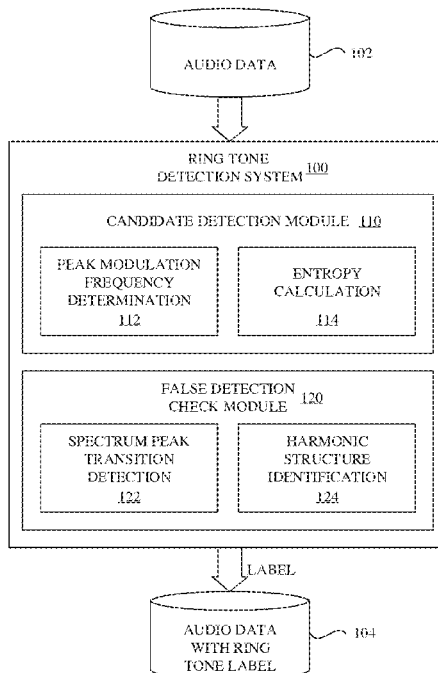 AUDIO DATA
102
RING TONE
DETECTION SYSTEM 100
CANDIDATE DETECTION MODULE 110
PEAK MODULATION
FREQUENCY
DETERMINATION
112
ENTROPY
CALCULATION
114
FALSE DETECTION
CHECK MODULE 120
SPECTRUM PEAK
TRANSITION
DETECTION
122
HARMONIC
STRUCTURE
IDENTIFICATION
124
LABEL
AUDIO DATA
WITH RING
TONE LABEL
104